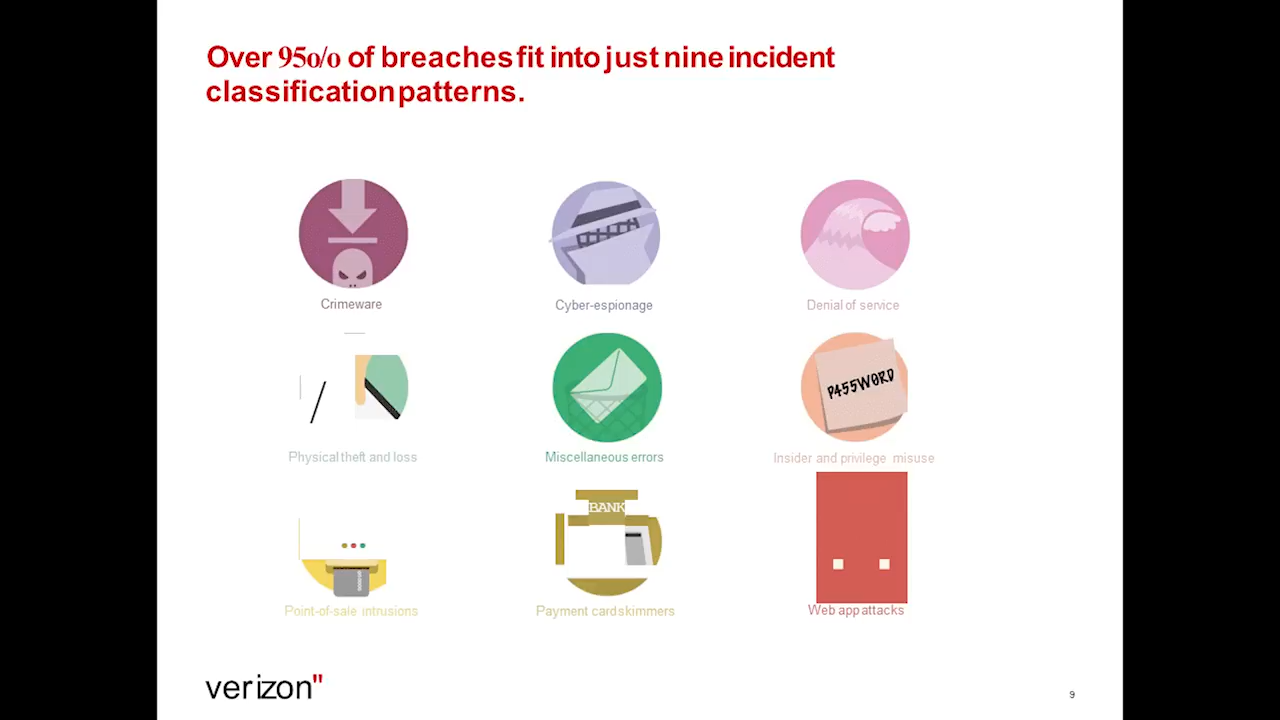 Over 95o/o of breaches fit into just nine incident
classification patterns.
Crimeware
Cyber-espionage
Denial of service
P455W0RD
Physical theft and loss
Miscellaneous errors
Insider and privilege misuse
BANK
Point-of-sale intrusions
Payment card skimmers
Web app attacks
verizon"
9